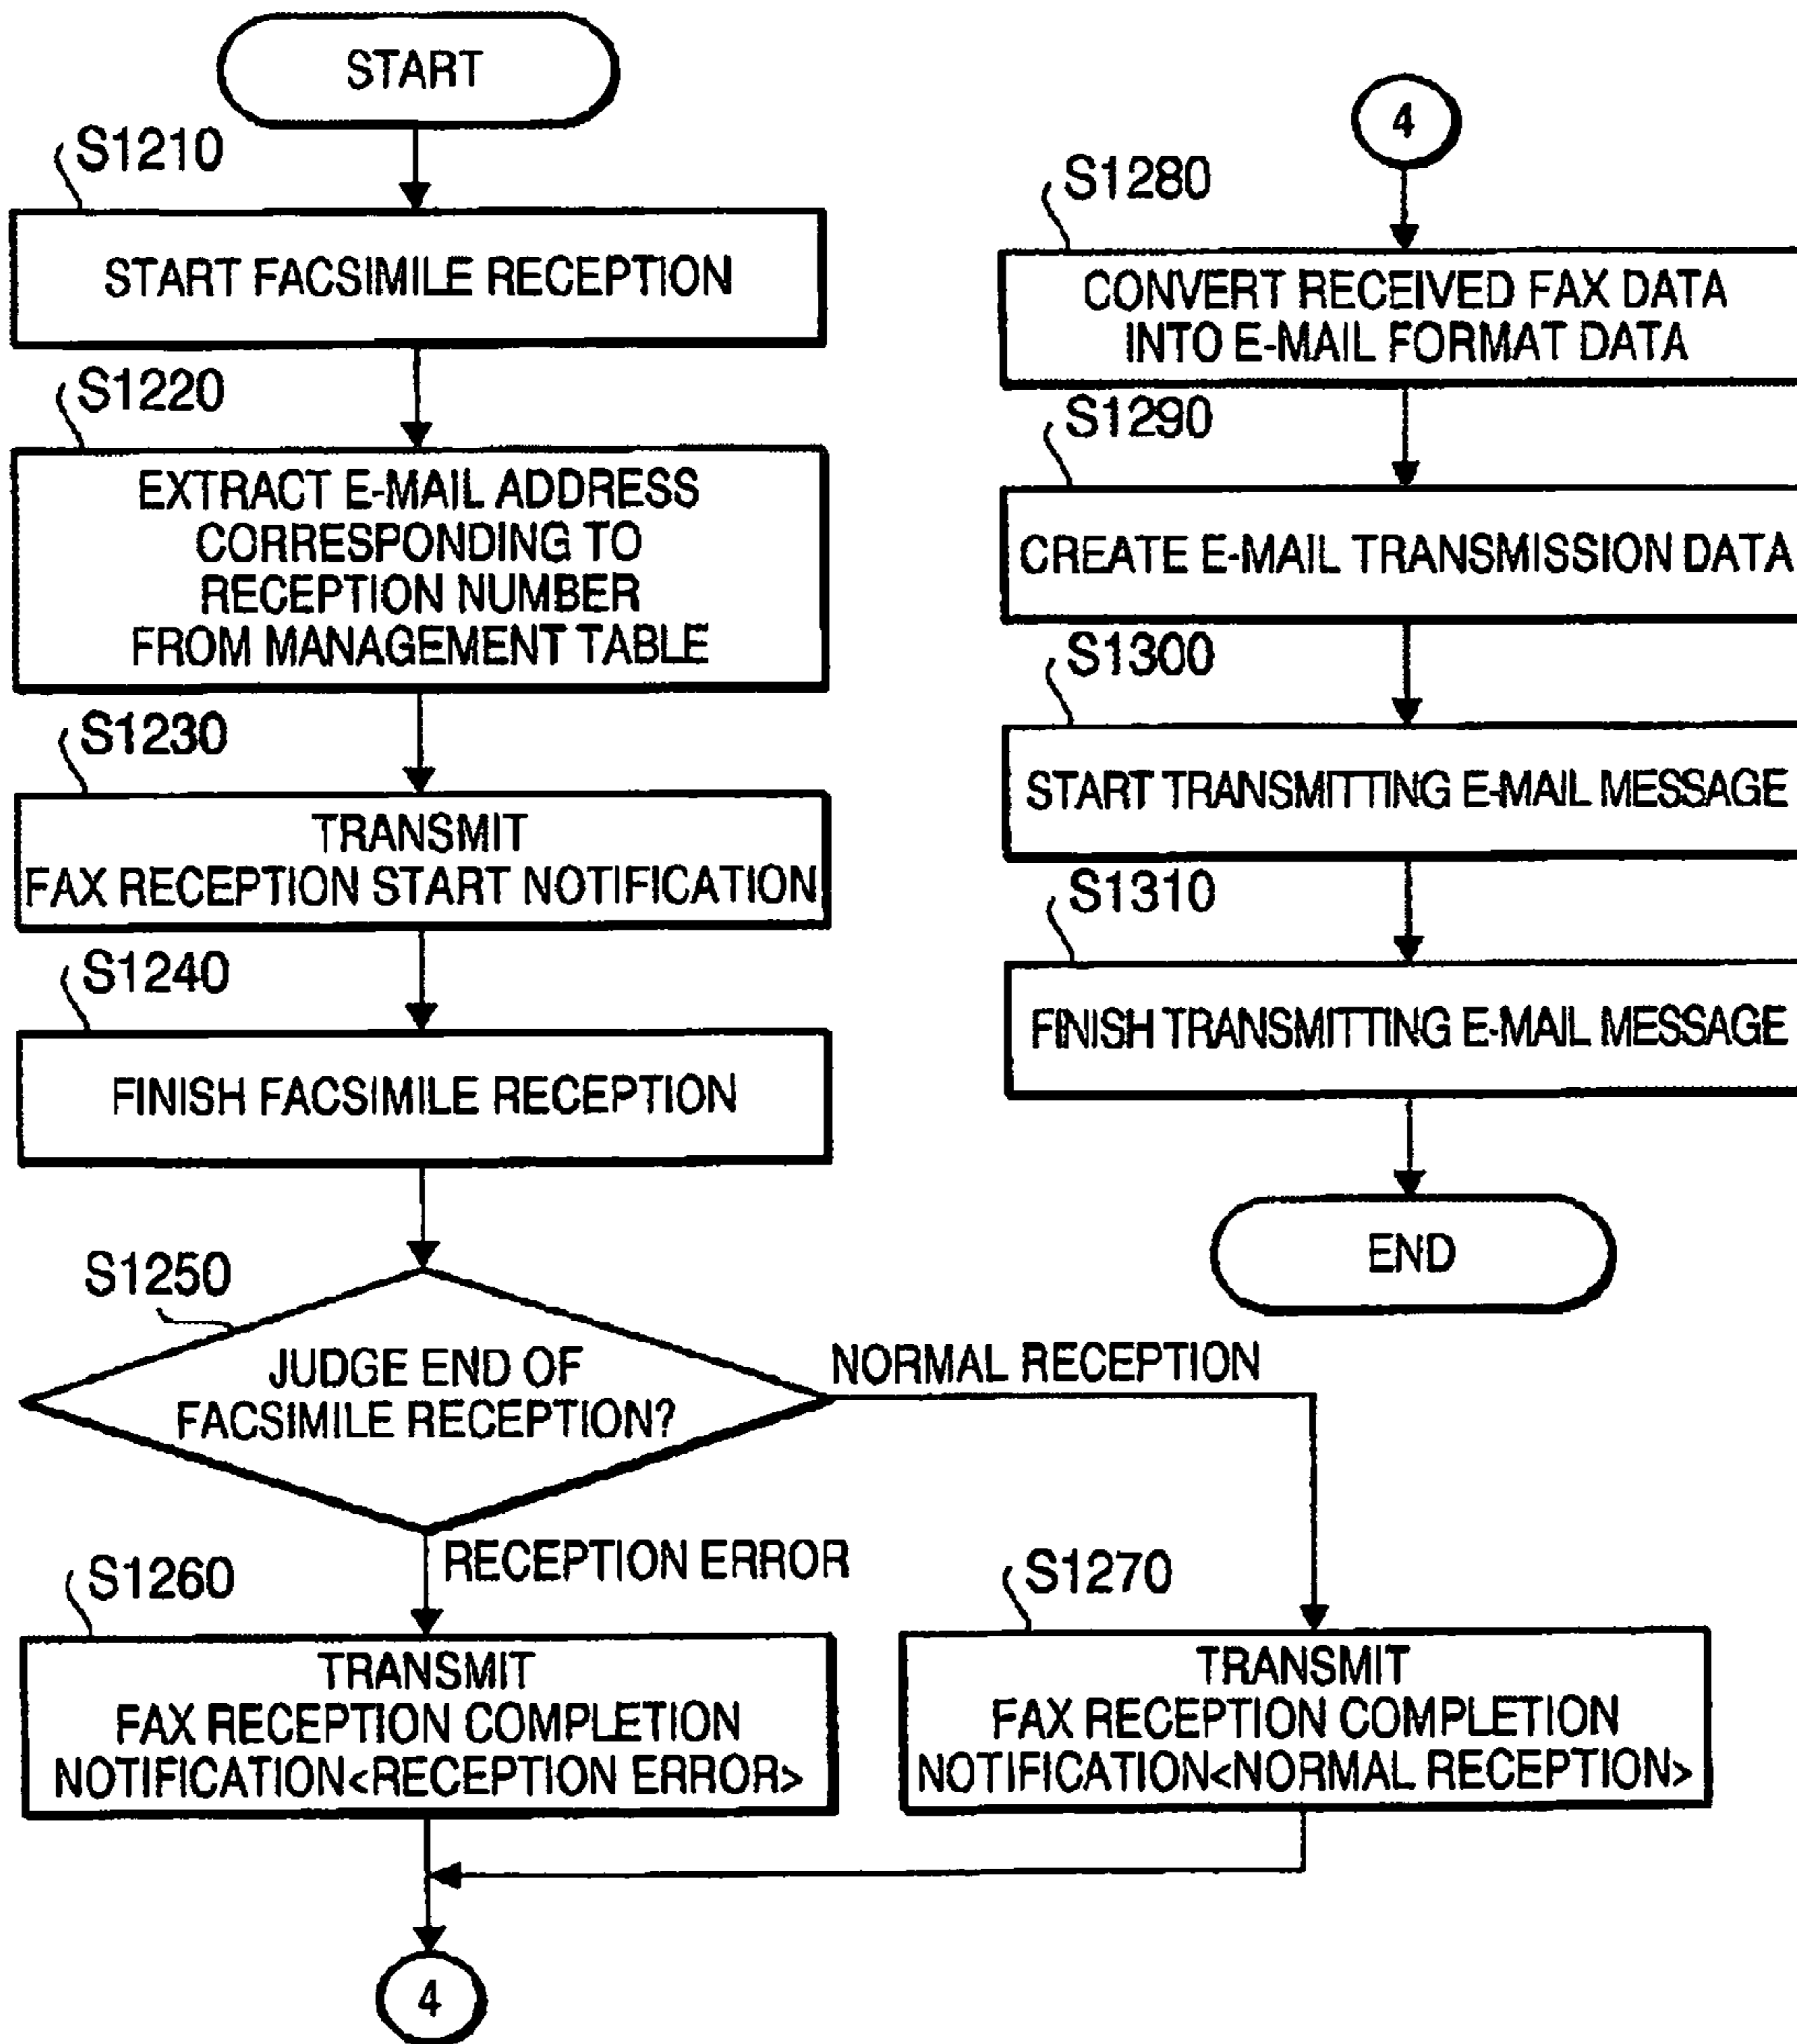 START
S1210
START FACSIMILE RECEPTION
S1220
EXTRACT E-MAIL ADDRESS
CORRESPONDING TO
RECEPTION NUMBER
FROM MANAGEMENT TABLE
S1230
TRANSMIT
FAX RECEPTION START NOTIFICATION
S1240
FINISH FACSIMILE RECEPTION
S1250
JUDGE END OF
FACSIMILE RECEPTION?
NORMAL RECEPTION
RECEPTION ERROR
S1260
TRANSMIT
FAX RECEPTION COMPLETION
NOTIFICATION<RECEPTION ERROR>
S1270
TRANSMIT
FAX RECEPTION COMPLETION
NOTIFICATION<NORMAL RECEPTION>
4
4
S1280
CONVERT RECEIVED FAX DATA
INTO E-MAIL FORMAT DATA
S1290
CREATE E-MAIL TRANSMISSION DATA
S1300
START TRANSMITTING E-MAIL MESSAGE
S1310
FINISH TRANSMITTING E-MAIL MESSAGE
END